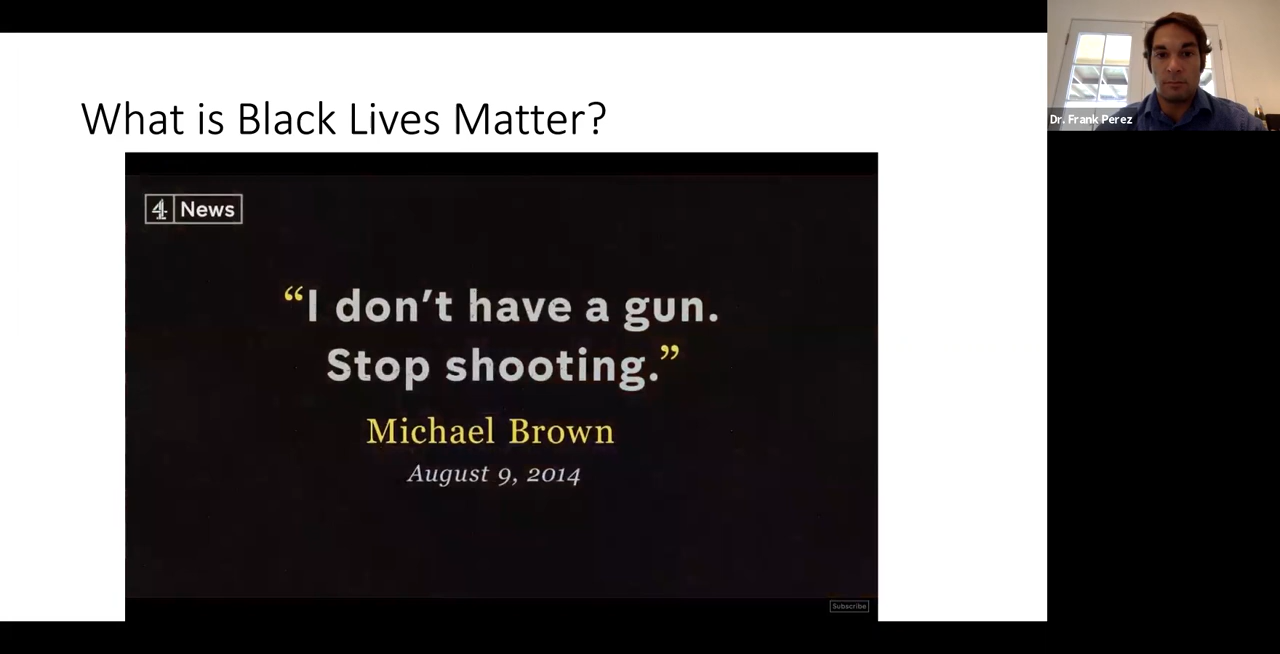 What is Black Lives Matter?
Dr. Frank Perez
4 News
“I don’t have a gun.
Stop shooting.”
Michael Brown
August 9, 2014
Subscribe